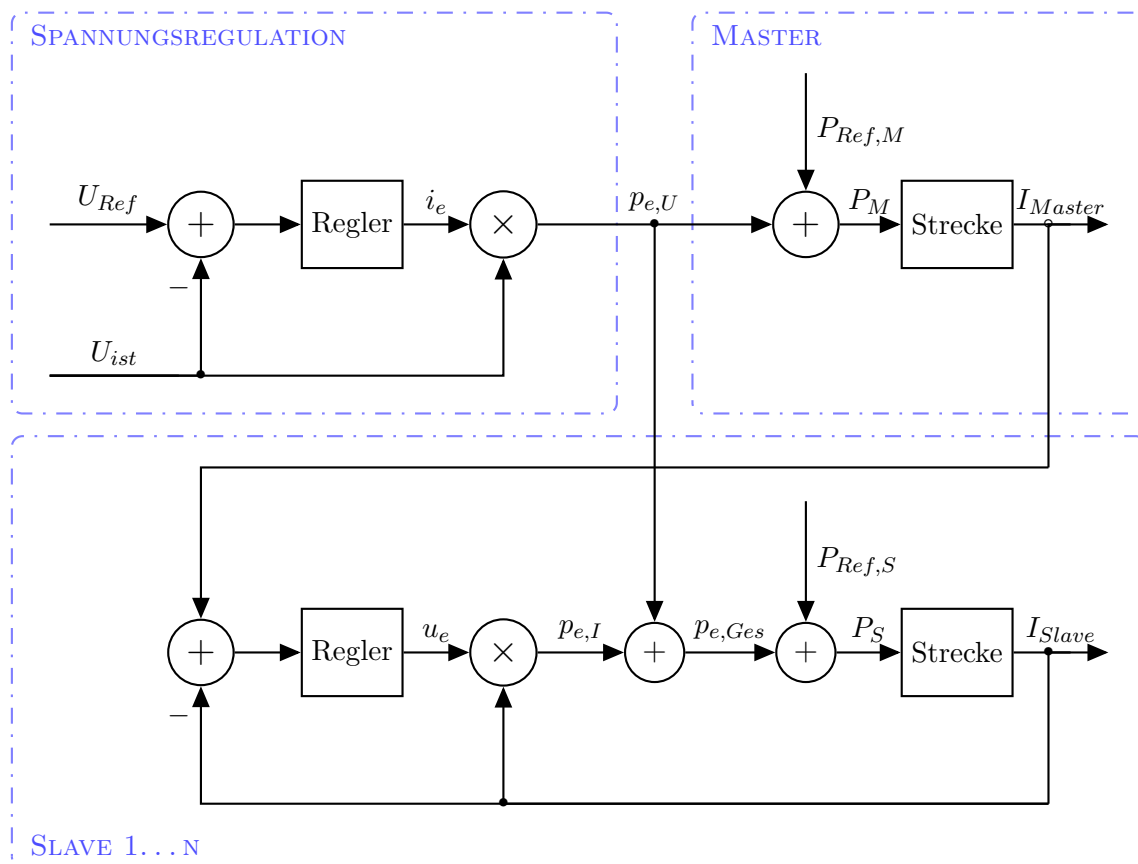 SPANNUNGSREGULATION
MASTER
P_{Ref,M}
U_{Ref}
+
Regler
i_e
×
p_{e,U}
+
P_M
Strecke
I_{Master}
−
U_{ist}
P_{Ref,S}
+
Regler
u_e
×
p_{e,I}
+
p_{e,Ges}
+
P_S
Strecke
I_{Slave}
−
SLAVE 1...N